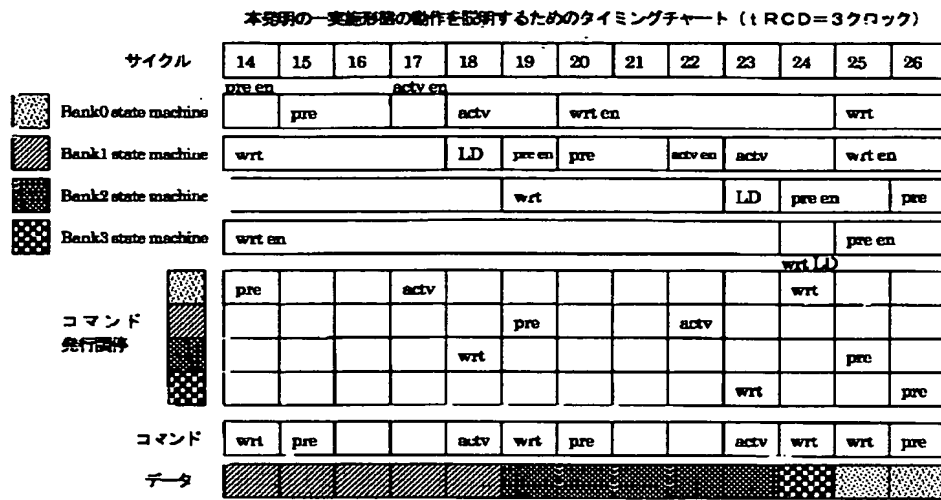 本発明の一実施形態の動作を説明するためのタイミングチャート（tRCD=3クロック）
サイクル 14 15 16 17 18 19 20 21 22 23 24 25 26
pre en actv en
Bank0 state machine pre actv wrt en wrt
Bank1 state machine wrt LD pre en pre actv en actv wrt en
Bank2 state machine wrt LD pre en pre
Bank3 state machine wrt en pre en
wrt LD
pre actv wrt
コマンド pre actv
発行調停 wrt pre
wrt pre
コマンド wrt pre actv wrt pre actv wrt wrt pre
データ